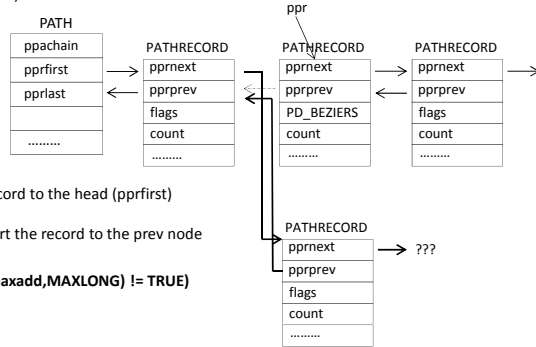 ppr
PATH
ppachain
pprfirst
pprlast
………
PATHRECORD
pprnext
pprprev
flags
count
………
PATHRECORD
pprnext
pprprev
PD_BEZIERS
count
………
PATHRECORD
pprnext
pprprev
flags
count
………
cord to the head (pprfirst)
rt the record to the prev node
axadd,MAXLONG) != TRUE)
PATHRECORD
pprnext
pprprev
flags
count
………
???